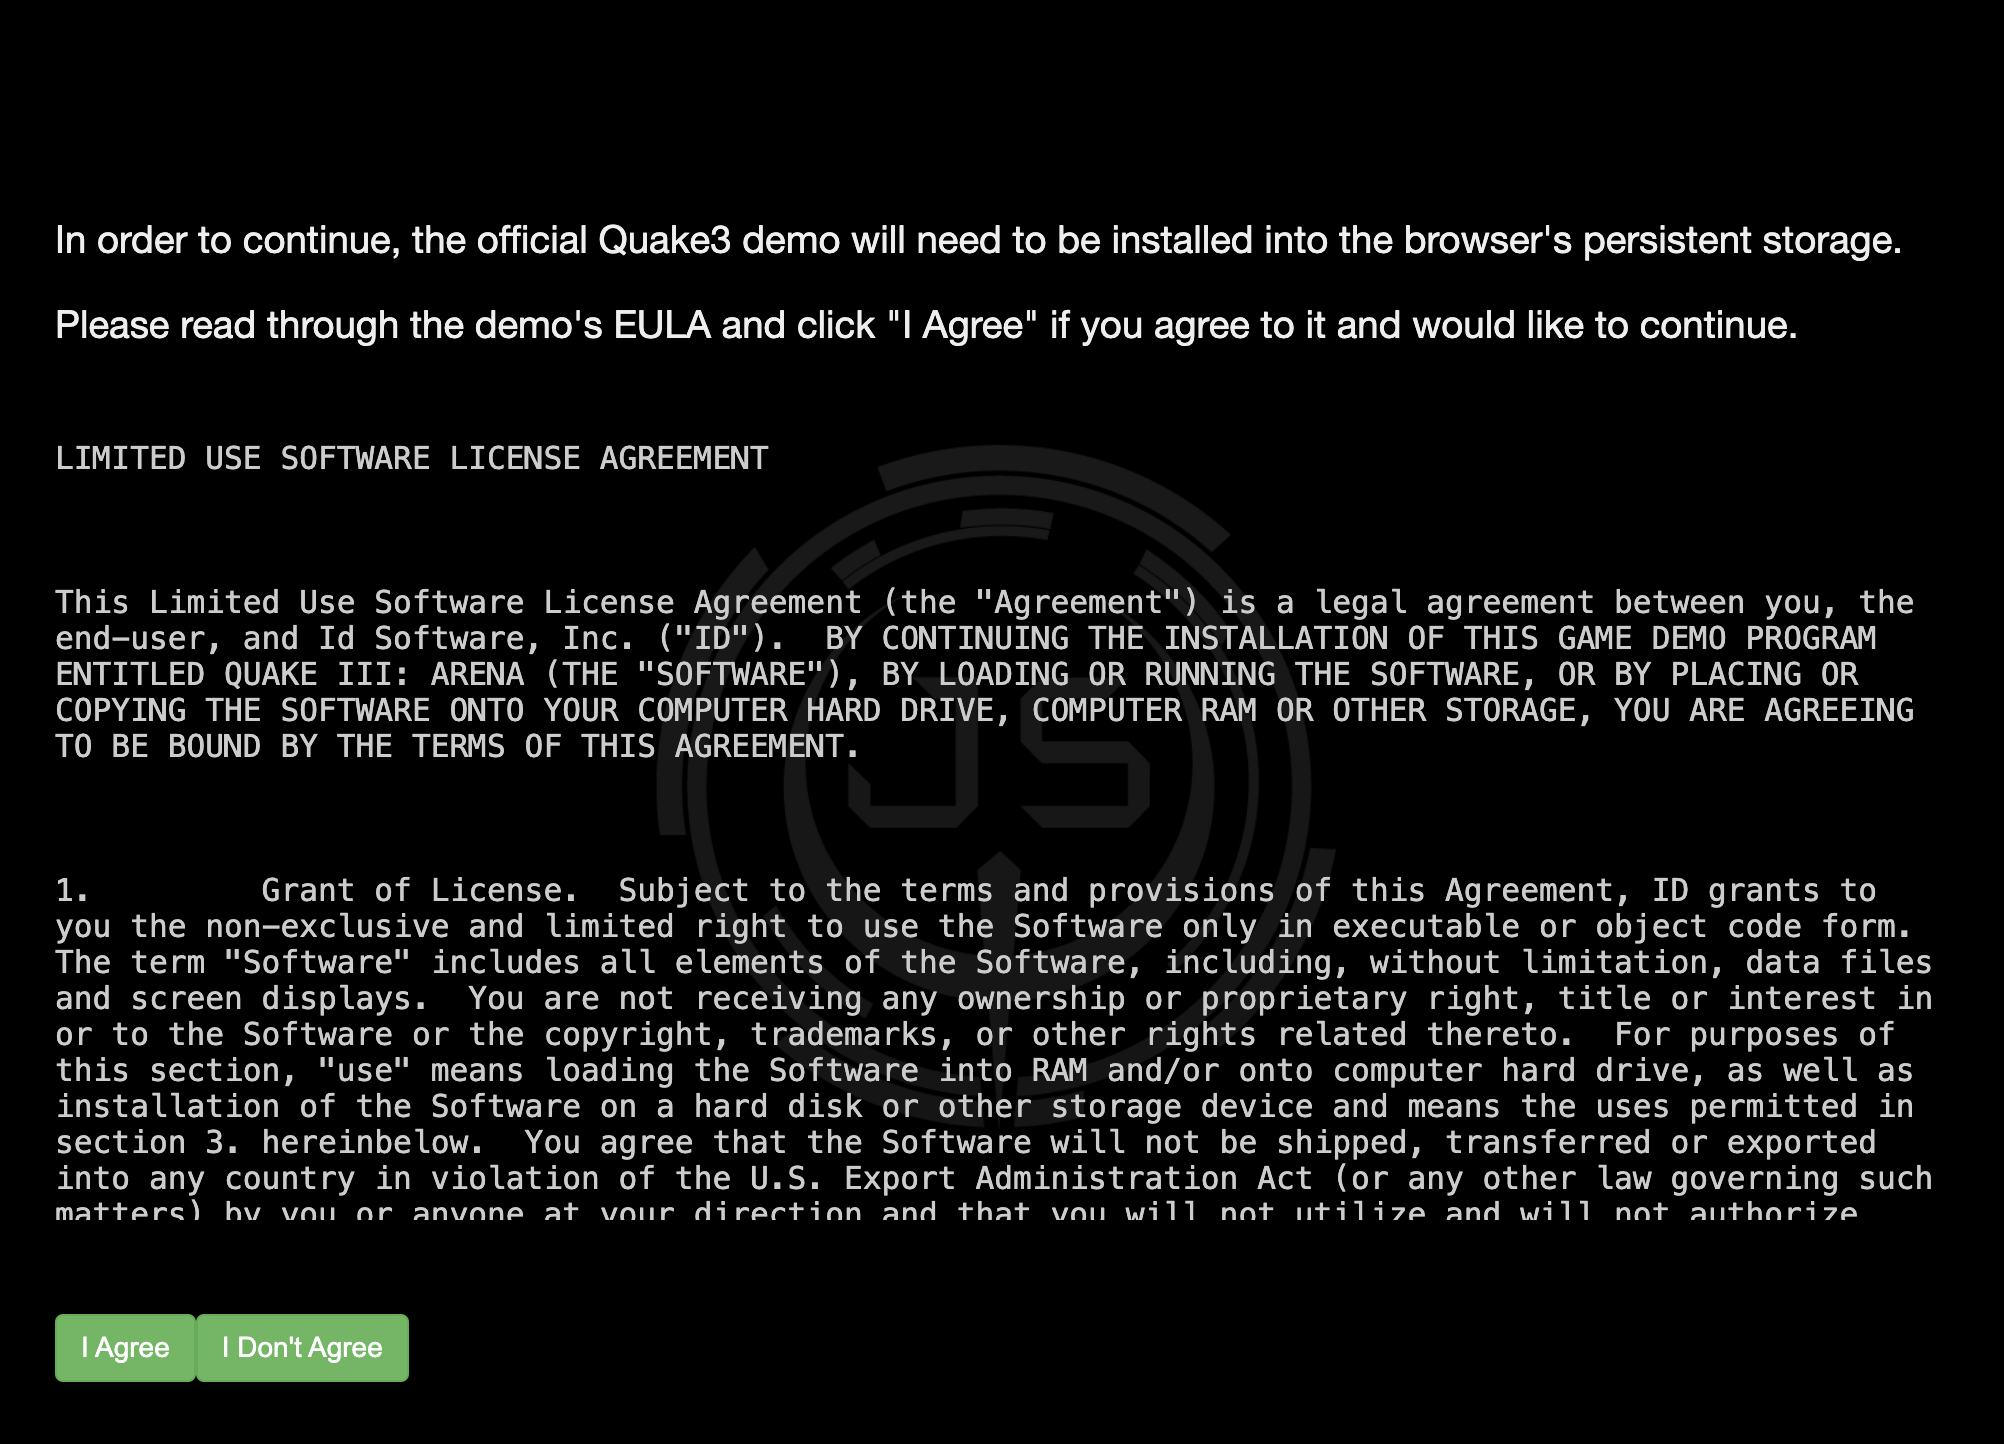 In order to continue, the official Quake3 demo will need to be installed into the browser's persistent storage.
Please read through the demo's EULA and click "I Agree" if you agree to it and would like to continue.
LIMITED USE SOFTWARE LICENSE AGREEMENT
This Limited Use Software License Agreement (the "Agreement") is a legal agreement between you, the
end-user, and Id Software, Inc. ("ID").  BY CONTINUING THE INSTALLATION OF THIS GAME DEMO PROGRAM
ENTITLED QUAKE III: ARENA (THE "SOFTWARE"), BY LOADING OR RUNNING THE SOFTWARE, OR BY PLACING OR
COPYING THE SOFTWARE ONTO YOUR COMPUTER HARD DRIVE, COMPUTER RAM OR OTHER STORAGE, YOU ARE AGREEING
TO BE BOUND BY THE TERMS OF THIS AGREEMENT.
JS
1.         Grant of License.  Subject to the terms and provisions of this Agreement, ID grants to
you the non-exclusive and limited right to use the Software only in executable or object code form.
The term "Software" includes all elements of the Software, including, without limitation, data files
and screen displays.  You are not receiving any ownership or proprietary right, title or interest in
or to the Software or the copyright, trademarks, or other rights related thereto.  For purposes of
this section, "use" means loading the Software into RAM and/or onto computer hard drive, as well as
installation of the Software on a hard disk or other storage device and means the uses permitted in
section 3. hereinbelow.  You agree that the Software will not be shipped, transferred or exported
into any country in violation of the U.S. Export Administration Act (or any other law governing such
matters) by you or anyone at your direction and that you will not utilize and will not authorize
I Agree
I Don't Agree